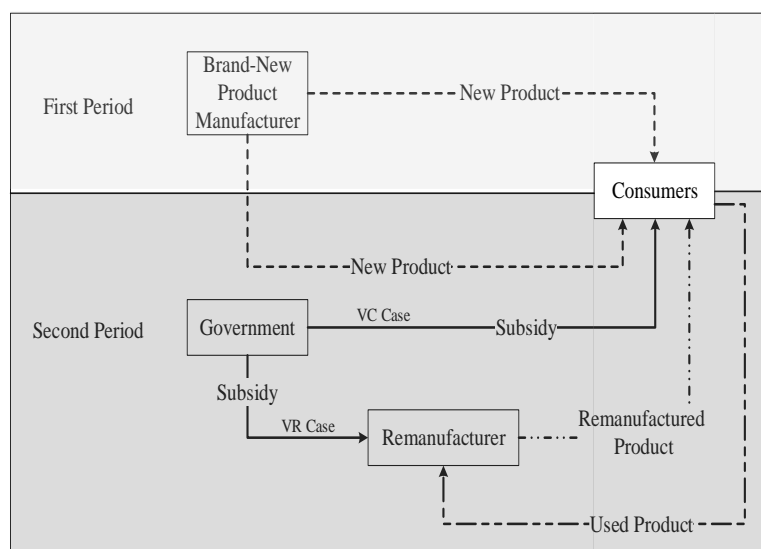 Brand-New
Product
Manufacturer
New Product
First Period
Consumers
New Product
Second Period
Government
VC Case
Subsidy
Subsidy
VR Case
Remanufacturer
Remanufactured
Product
Used Product